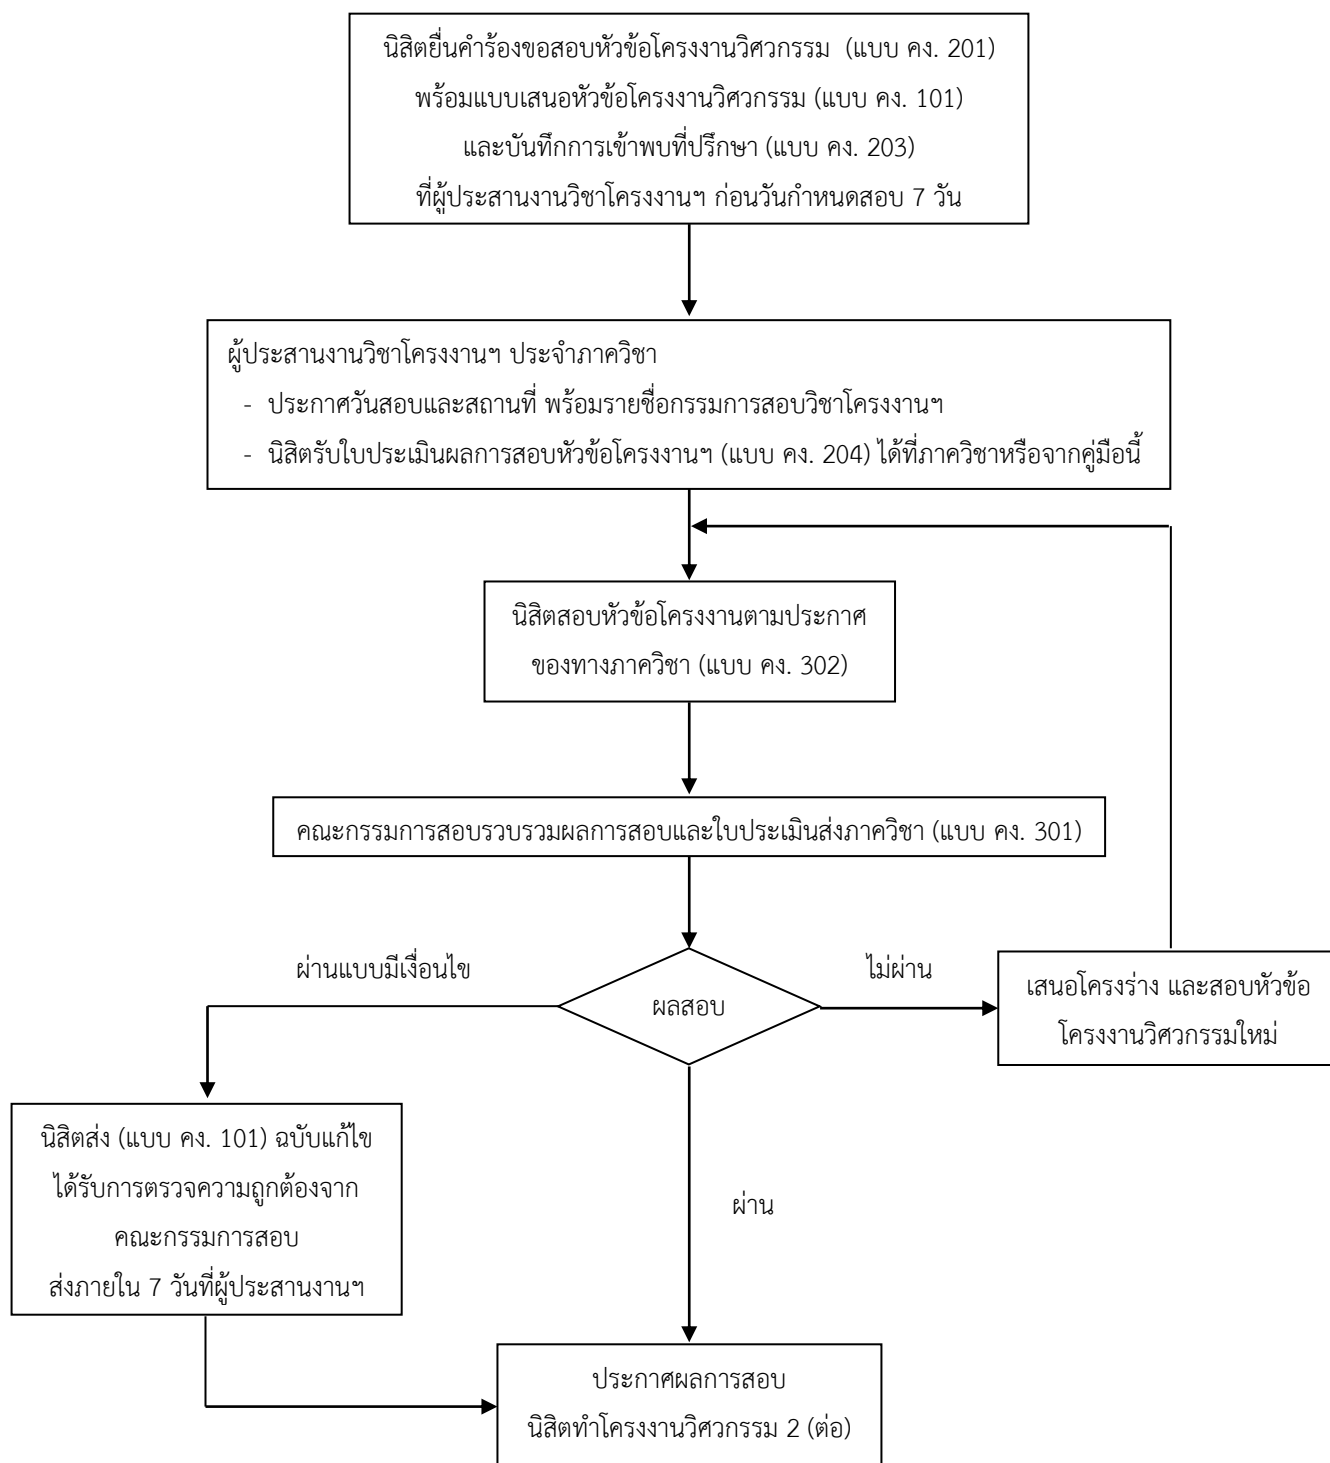 นิสิตยื่นคำร้องขอสอบหัวข้อโครงงานวิศวกรรม (แบบ คง. 201)
พร้อมแบบเสนอหัวข้อโครงงานวิศวกรรม (แบบ คง. 101)
และบันทึกการเข้าพบที่ปรึกษา (แบบ คง. 203)
ที่ผู้ประสานงานวิชาโครงงานฯ ก่อนวันกำหนดสอบ 7 วัน
ผู้ประสานงานวิชาโครงงานฯ ประจำภาควิชา
- ประกาศวันสอบและสถานที่ พร้อมรายชื่อกรรมการสอบวิชาโครงงานฯ
- นิสิตรับใบประเมินผลการสอบหัวข้อโครงงานฯ (แบบ คง. 204) ได้ที่ภาควิชาหรือจากคู่มือนี้
นิสิตสอบหัวข้อโครงงานตามประกาศ
ของทางภาควิชา (แบบ คง. 302)
คณะกรรมการสอบรวบรวมผลการสอบและใบประเมินส่งภาควิชา (แบบ คง. 301)
ผ่านแบบมีเงื่อนไข
ผลสอบ
ไม่ผ่าน
เสนอโครงร่าง และสอบหัวข้อ
โครงงานวิศวกรรมใหม่
นิสิตส่ง (แบบ คง. 101) ฉบับแก้ไข
ได้รับการตรวจความถูกต้องจาก
คณะกรรมการสอบ
ส่งภายใน 7 วันที่ผู้ประสานงานฯ
ผ่าน
ประกาศผลการสอบ
นิสิตทำโครงงานวิศวกรรม 2 (ต่อ)